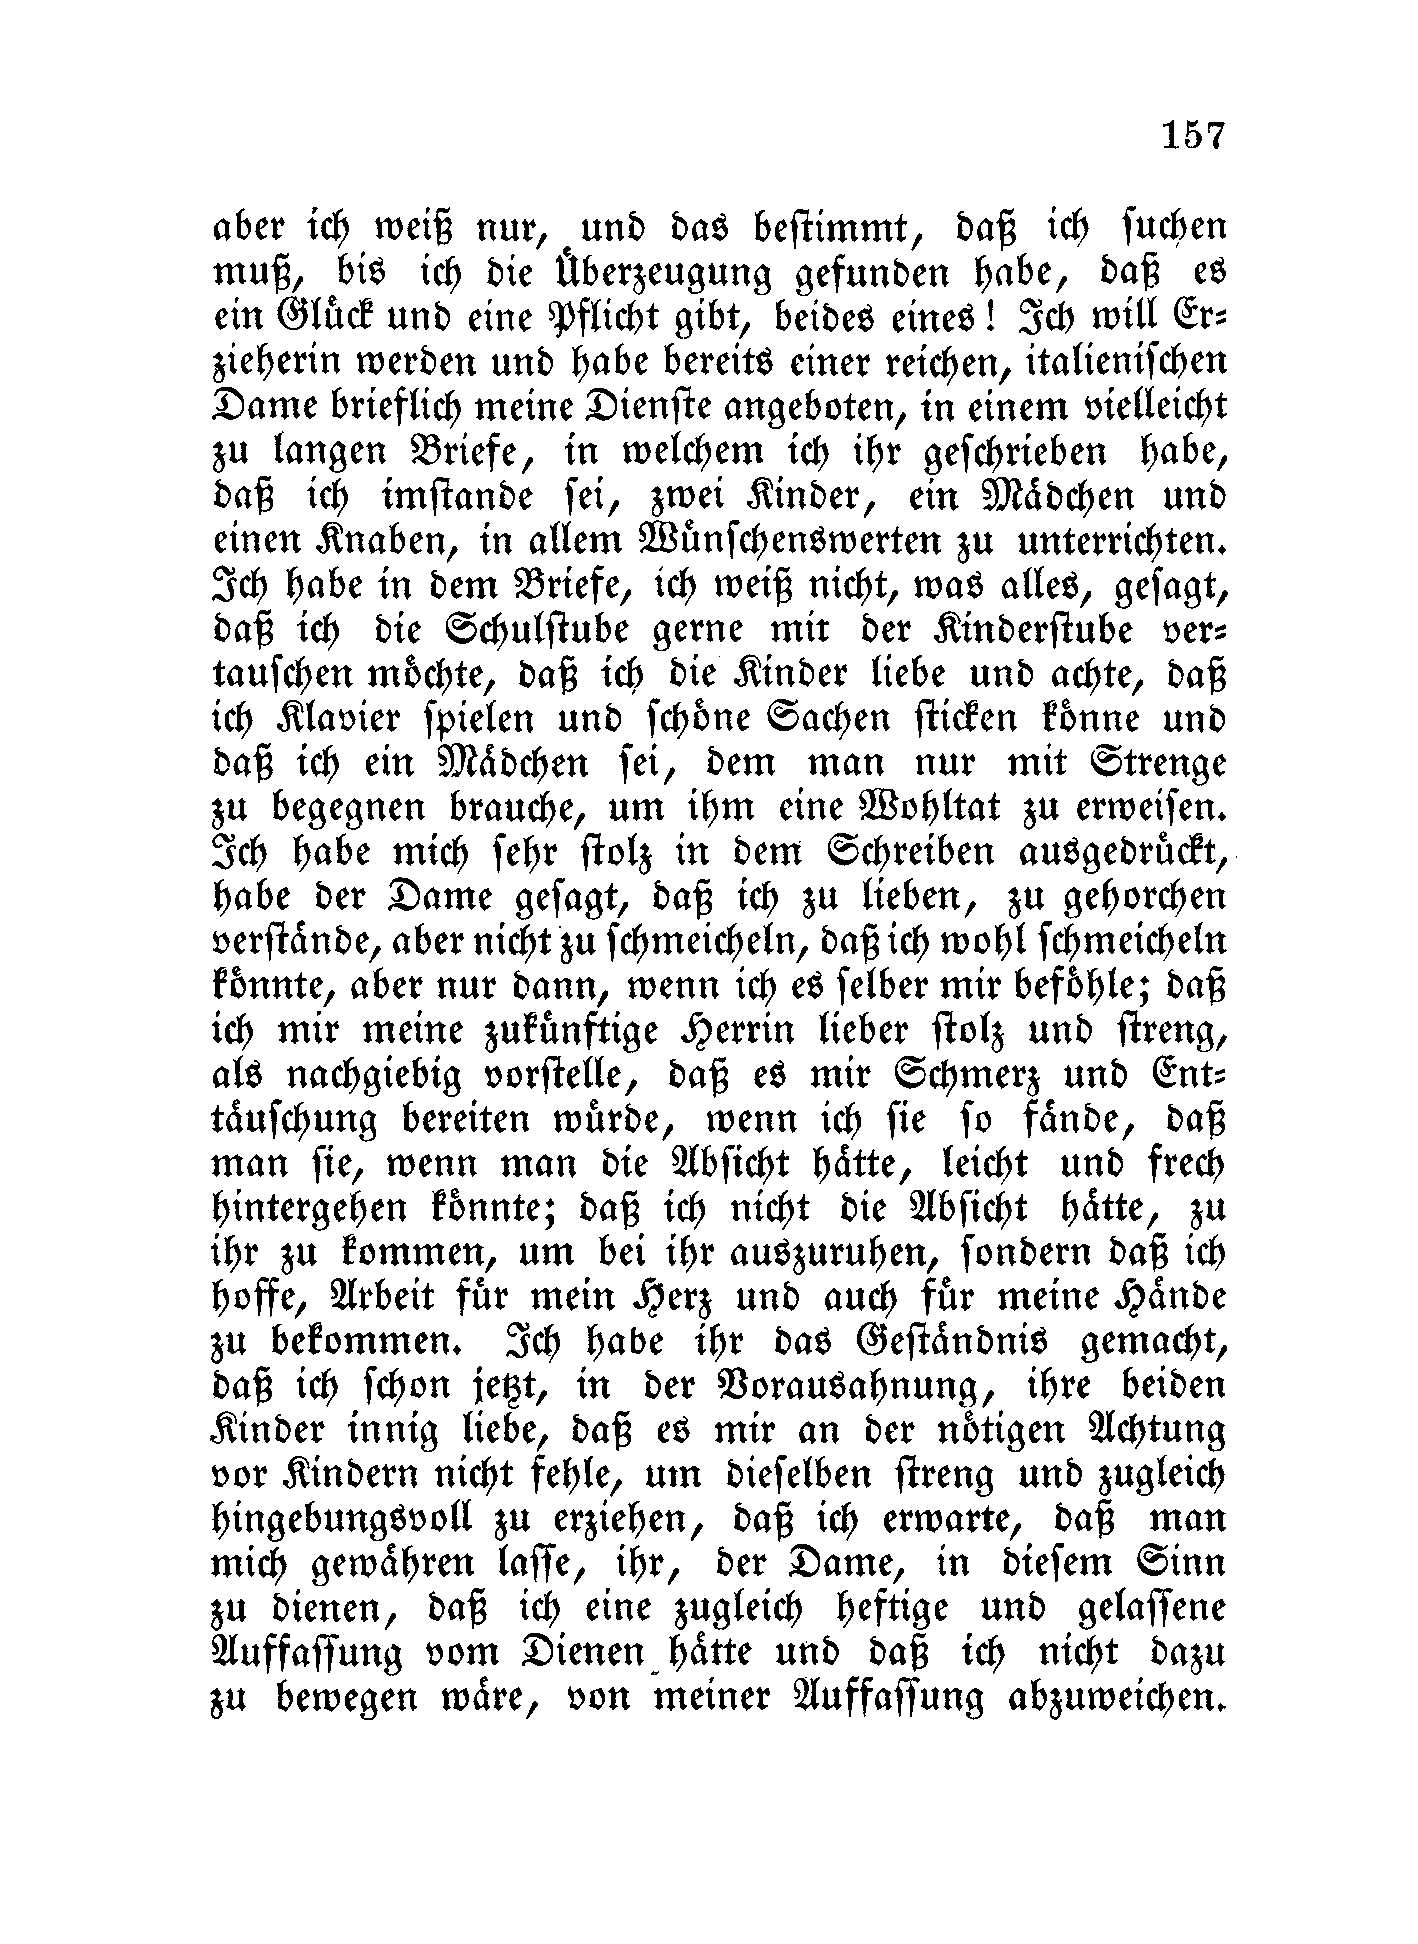 157
aber ich weiß nur, und das bestimmt, daß ich suchen
muß, bis ich die Überzeugung gefunden habe, daß es
ein Glück und eine Pflicht gibt, beides eines! Ich will Er-
zieherin werden und habe bereits einer reichen, italienischen
Dame brieflich meine Dienste angeboten, in einem vielleicht
zu langen Briefe, in welchem ich ihr geschrieben habe,
daß ich imstande sei, zwei Kinder, ein Mädchen und
einen Knaben, in allem Wünschenswerten zu unterrichten.
Ich habe in dem Briefe, ich weiß nicht, was alles, gesagt,
daß ich die Schulstube gerne mit der Kinderstube ver-
tauschen möchte, daß ich die Kinder liebe und achte, daß
ich Klavier spielen und schöne Sachen sticken könne und
daß ich ein Mädchen sei, dem man nur mit Strenge
zu begegnen brauche, um ihm eine Wohltat zu erweisen.
Ich habe mich sehr stolz in dem Schreiben ausgedrückt,
habe der Dame gesagt, daß ich zu lieben, zu gehorchen
verstände, aber nicht zu schmeicheln, daß ich wohl schmeicheln
könnte, aber nur dann, wenn ich es selber mir beföhle; daß
ich mir meine zukünftige Herrin lieber stolz und streng,
als nachgiebig vorstelle, daß es mir Schmerz und Ent-
täuschung bereiten würde, wenn ich sie so fände, daß
man sie, wenn man die Absicht hätte, leicht und frech
hintergehen könnte; daß ich nicht die Absicht hätte, zu
ihr zu kommen, um bei ihr auszuruhen, sondern daß ich
hoffe, Arbeit für mein Herz und auch für meine Hände
zu bekommen. Ich habe ihr das Geständnis gemacht,
daß ich schon jetzt, in der Vorausahnung, ihre beiden
Kinder innig liebe, daß es mir an der nötigen Achtung
vor Kindern nicht fehle, um dieselben streng und zugleich
hingebungsvoll zu erziehen, daß ich erwarte, daß man
mich gewähren lasse, ihr, der Dame, in diesem Sinn
zu dienen, daß ich eine zugleich heftige und gelassene
Auffassung vom Dienen hätte und daß ich nicht dazu
zu bewegen wäre, von meiner Auffassung abzuweichen.